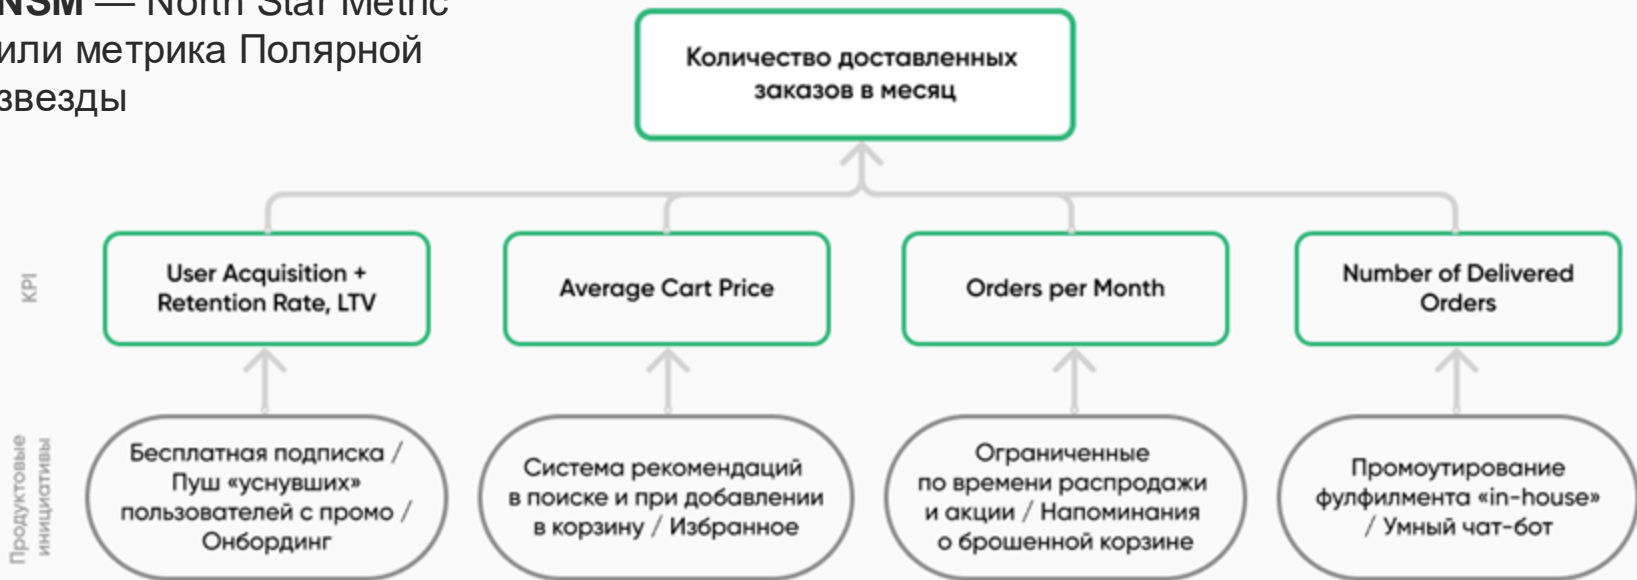 NSM — North Star Metric
или метрика Полярной
звезды
Количество доставленных
заказов в месяц
KPI
User Acquisition +
Retention Rate, LTV
Average Cart Price
Orders per Month
Number of Delivered
Orders
Продуктовые
инициативы
Бесплатная подписка /
Пуш «уснувших»
пользователей с промо /
Онбординг
Система рекомендаций
в поиске и при добавлении
в корзину / Избранное
Ограниченные
по времени распродажи
и акции / Напоминания
о брошенной корзине
Промоутирование
фулфилмента «in-house»
/ Умный чат-бот